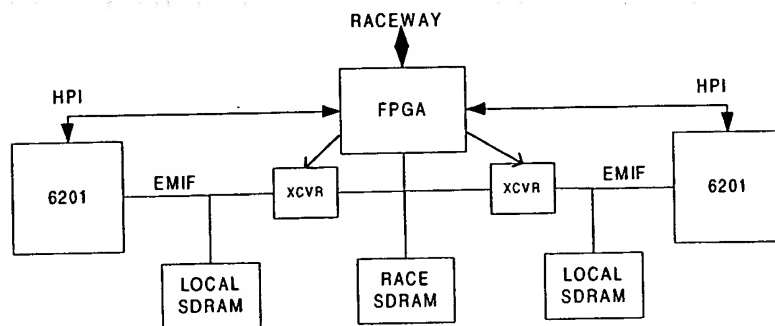 RACEWAY
HPI
FPGA
HPI
6201
EMIF
XCVR
XCVR
EMIF
6201
LOCAL
SDRAM
RACE
SDRAM
LOCAL
SDRAM